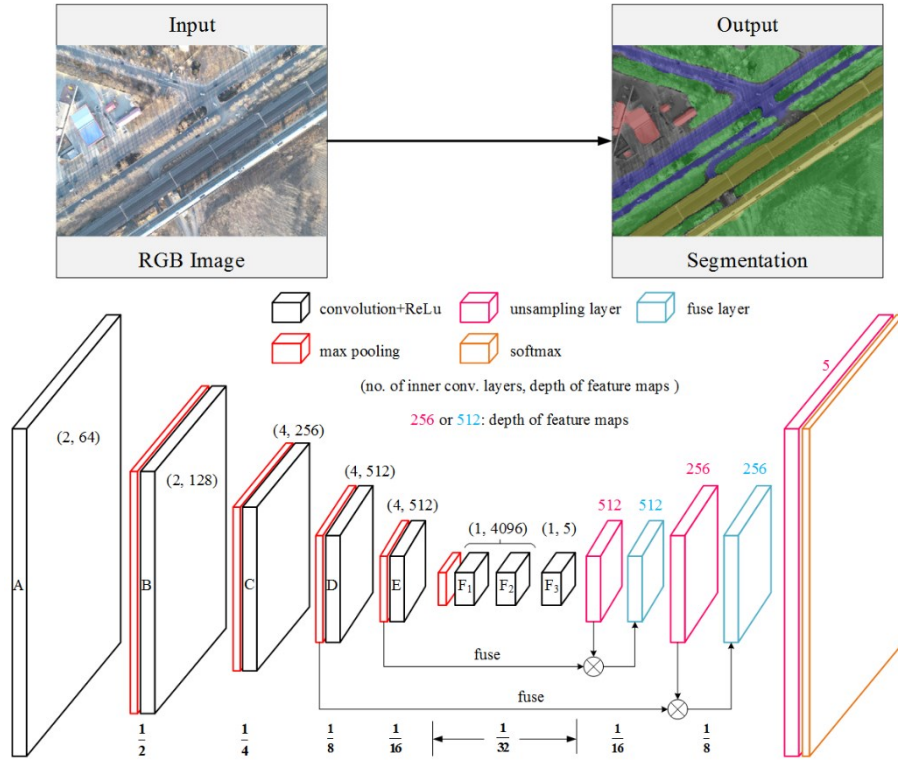 Input
Output
RGB Image
Segmentation
convolution+ReLu
unsampling layer
fuse layer
max pooling
softmax
(no. of inner conv. layers, depth of feature maps )
256 or 512: depth of feature maps
5
(2, 64)
(2, 128)
(4, 256)
(4, 512)
(4, 512)
(1, 4096)
(1, 5)
512
512
256
256
A
B
C
D
E
F1
F2
F3
fuse
fuse
1/2
1/4
1/8
1/16
1/32
1/16
1/8